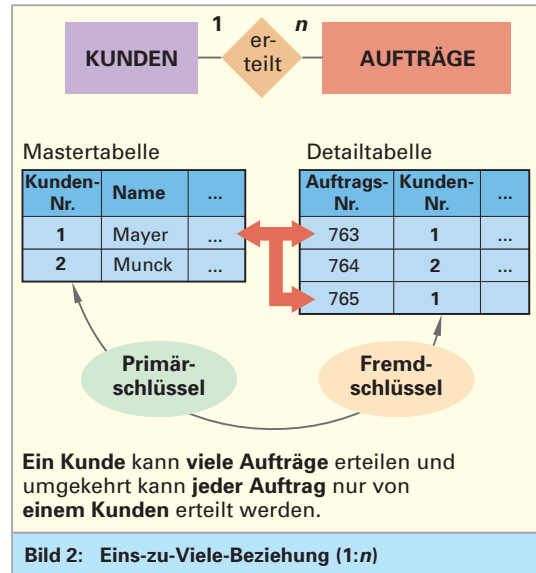 1 n
KUNDEN
er-
teilt
AUFTRÄGE
Mastertabelle
Kunden-
Nr. Name ...
1 Mayer ...
2 Munck ...
Detailtabelle
Auftrags- Kunden-
Nr. Nr. ...
763 1 ...
764 2 ...
765 1
Primär-
schlüssel
Fremd-
schlüssel
Ein Kunde kann viele Aufträge erteilen und
umgekehrt kann jeder Auftrag nur von
einem Kunden erteilt werden.
Bild 2: Eins-zu-Viele-Beziehung (1:n)